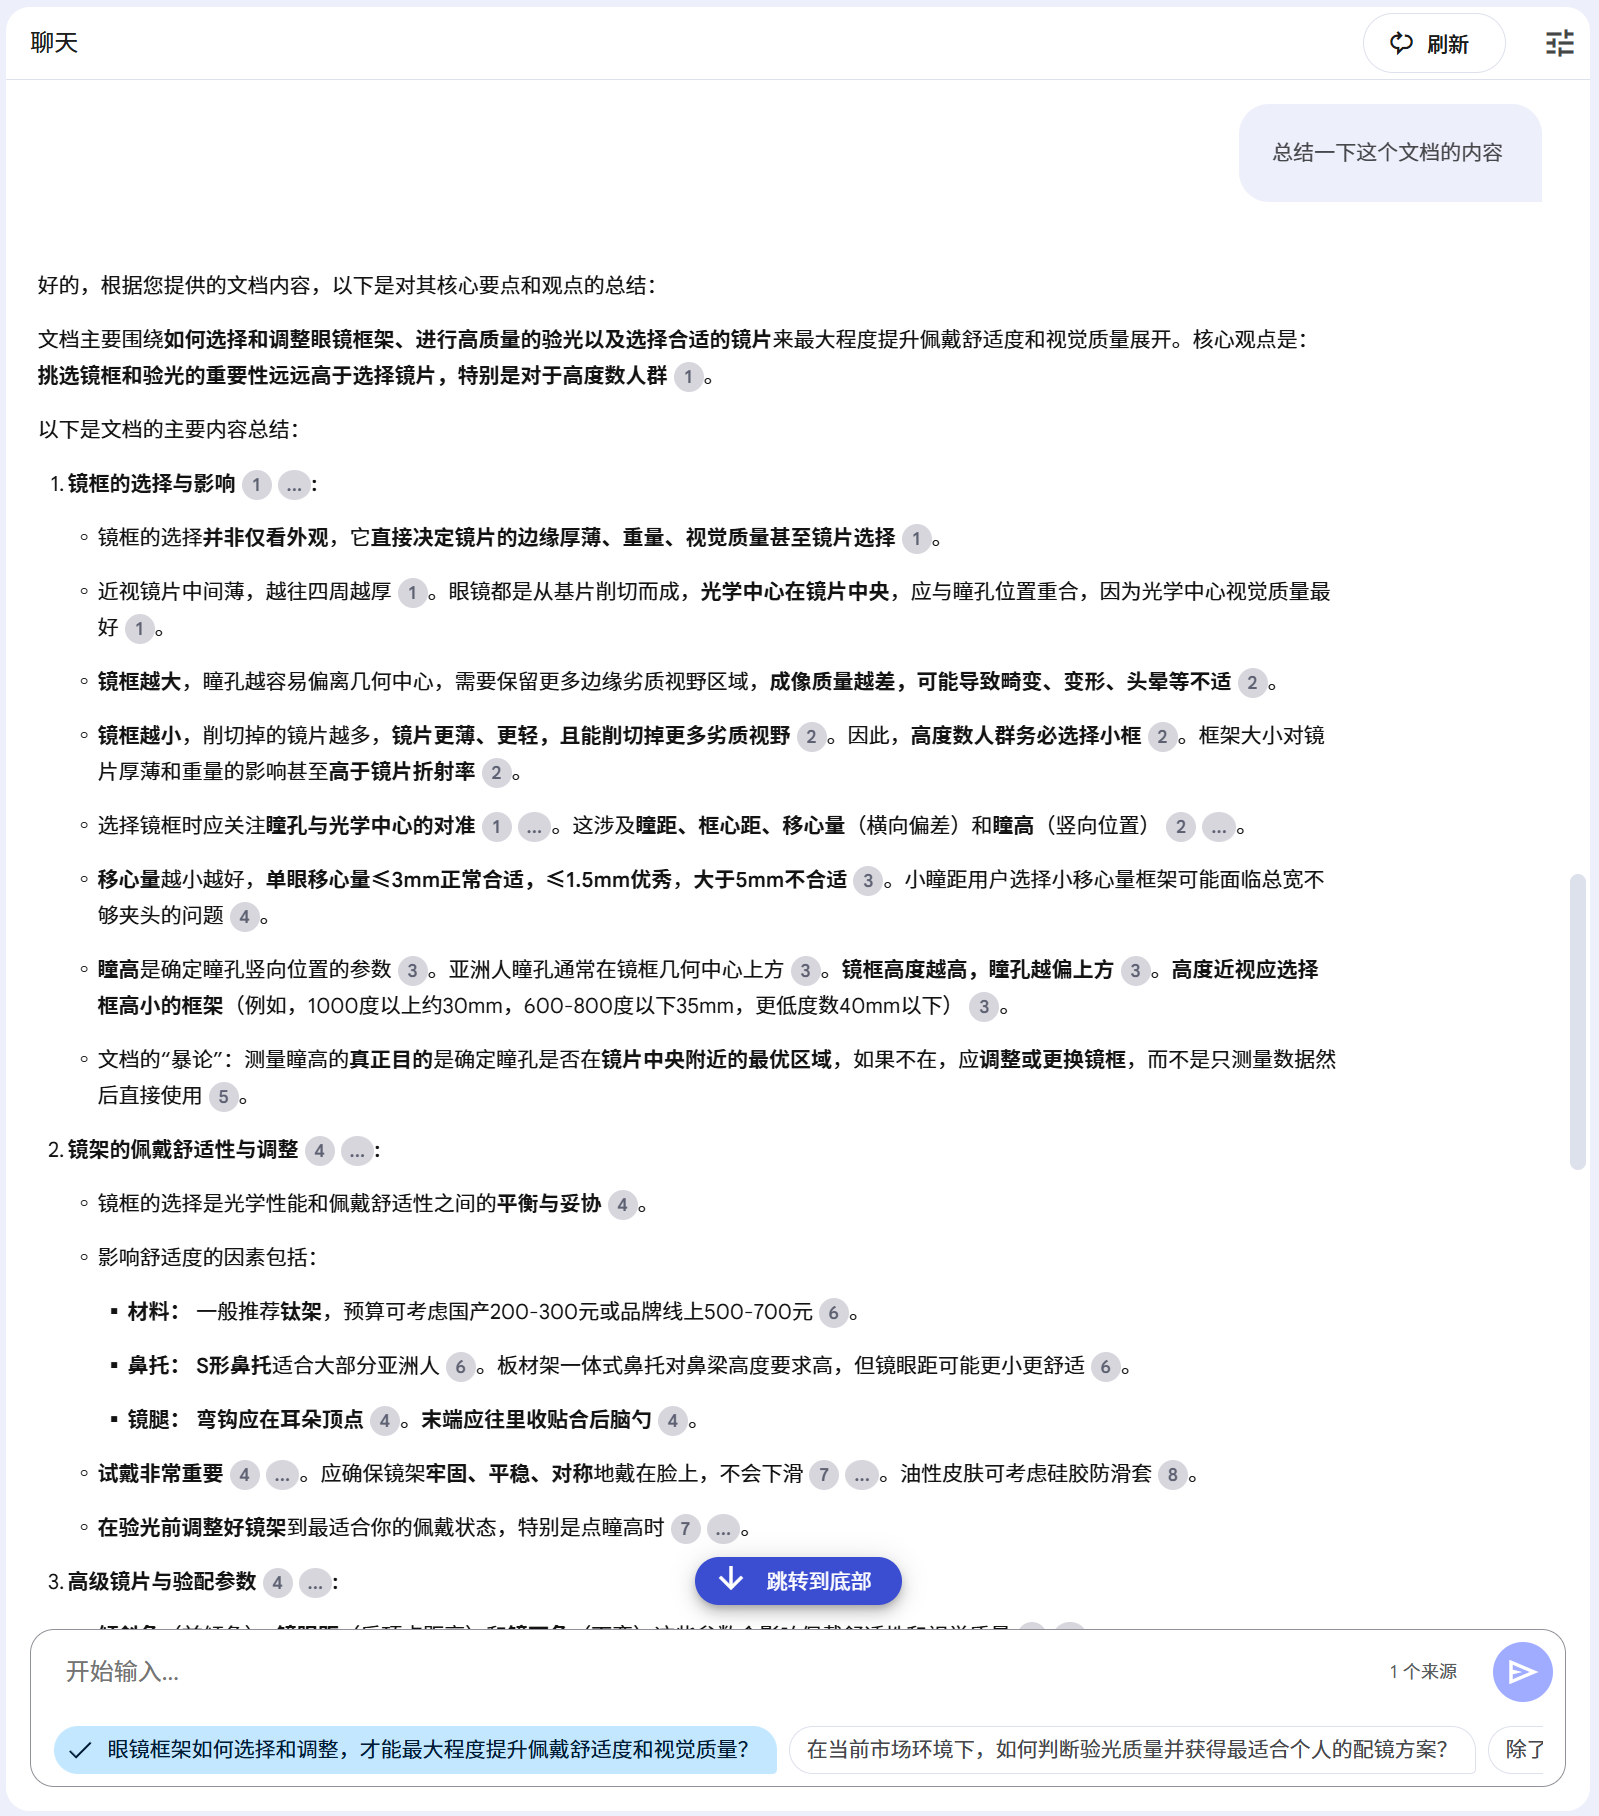 聊天
刷新
总结一下这个文档的内容
好的，根据您提供的文档内容，以下是对其核心要点和观点的总结：
文档主要围绕如何选择和调整眼镜框架、进行高质量的验光以及选择合适的镜片来最大程度提升佩戴舒适度和视觉质量展开。核心观点是：
挑选镜框和验光的重要性远远高于选择镜片，特别是对于高度数人群 1 。
以下是文档的主要内容总结：
1. 镜框的选择与影响 1 ... :
◦ 镜框的选择并非仅看外观，它直接决定镜片的边缘厚薄、重量、视觉质量甚至镜片选择 1 。
◦ 近视镜片中间薄，越往四周越厚 1 。眼镜都是从基片削切而成，光学中心在镜片中央，应与瞳孔位置重合，因为光学中心视觉质量最
好 1 。
◦ 镜框越大，瞳孔越容易偏离几何中心，需要保留更多边缘劣质视野区域，成像质量越差，可能导致畸变、变形、头晕等不适 2 。
◦ 镜框越小，削切掉的镜片越多，镜片更薄、更轻，且能削切掉更多劣质视野 2 。因此，高度数人群务必选择小框 2 。框架大小对镜
片厚薄和重量的影响甚至高于镜片折射率 2 。
◦ 选择镜框时应关注瞳孔与光学中心的对准 1 ... 。这涉及瞳距、框心距、移心量（横向偏差）和瞳高（竖向位置） 2 ... 。
◦ 移心量越小越好，单眼移心量≤3mm正常合适，≤1.5mm优秀，大于5mm不合适 3 。小瞳距用户选择小移心量框架可能面临总宽不
够夹头的问题 4 。
◦ 瞳高是确定瞳孔竖向位置的参数 3 。亚洲人瞳孔通常在镜框几何中心上方 3 。镜框高度越高，瞳孔越偏上方 3 。高度近视应选择
框高小的框架（例如，1000度以上约30mm，600-800度以下35mm，更低度数40mm以下） 3 。
◦ 文档的“暴论”：测量瞳高的真正目的是确定瞳孔是否在镜片中央附近的最优区域，如果不在，应调整或更换镜框，而不是只测量数据然
后直接使用 5 。
2. 镜架的佩戴舒适性与调整 4 ... :
◦ 镜框的选择是光学性能和佩戴舒适性之间的平衡与妥协 4 。
◦ 影响舒适度的因素包括：
▪ 材料： 一般推荐钛架，预算可考虑国产200-300元或品牌线上500-700元 6 。
▪ 鼻托： S形鼻托适合大部分亚洲人 6 。板材架一体式鼻托对鼻梁高度要求高，但镜眼距可能更小更舒适 6 。
▪ 镜腿： 弯钩应在耳朵顶点 4 。末端应往里收贴合后脑勺 4 。
◦ 试戴非常重要 4 ... 。应确保镜架牢固、平稳、对称地戴在脸上，不会下滑 7 ... 。油性皮肤可考虑硅胶防滑套 8 。
◦ 在验光前调整好镜架到最适合你的佩戴状态，特别是点瞳高时 7 ... 。
3. 高级镜片与验配参数 4 ... :
跳转到底部
开始输入...
1 个来源
眼镜框架如何选择和调整，才能最大程度提升佩戴舒适度和视觉质量？
在当前市场环境下，如何判断验光质量并获得最适合个人的配镜方案？
除了